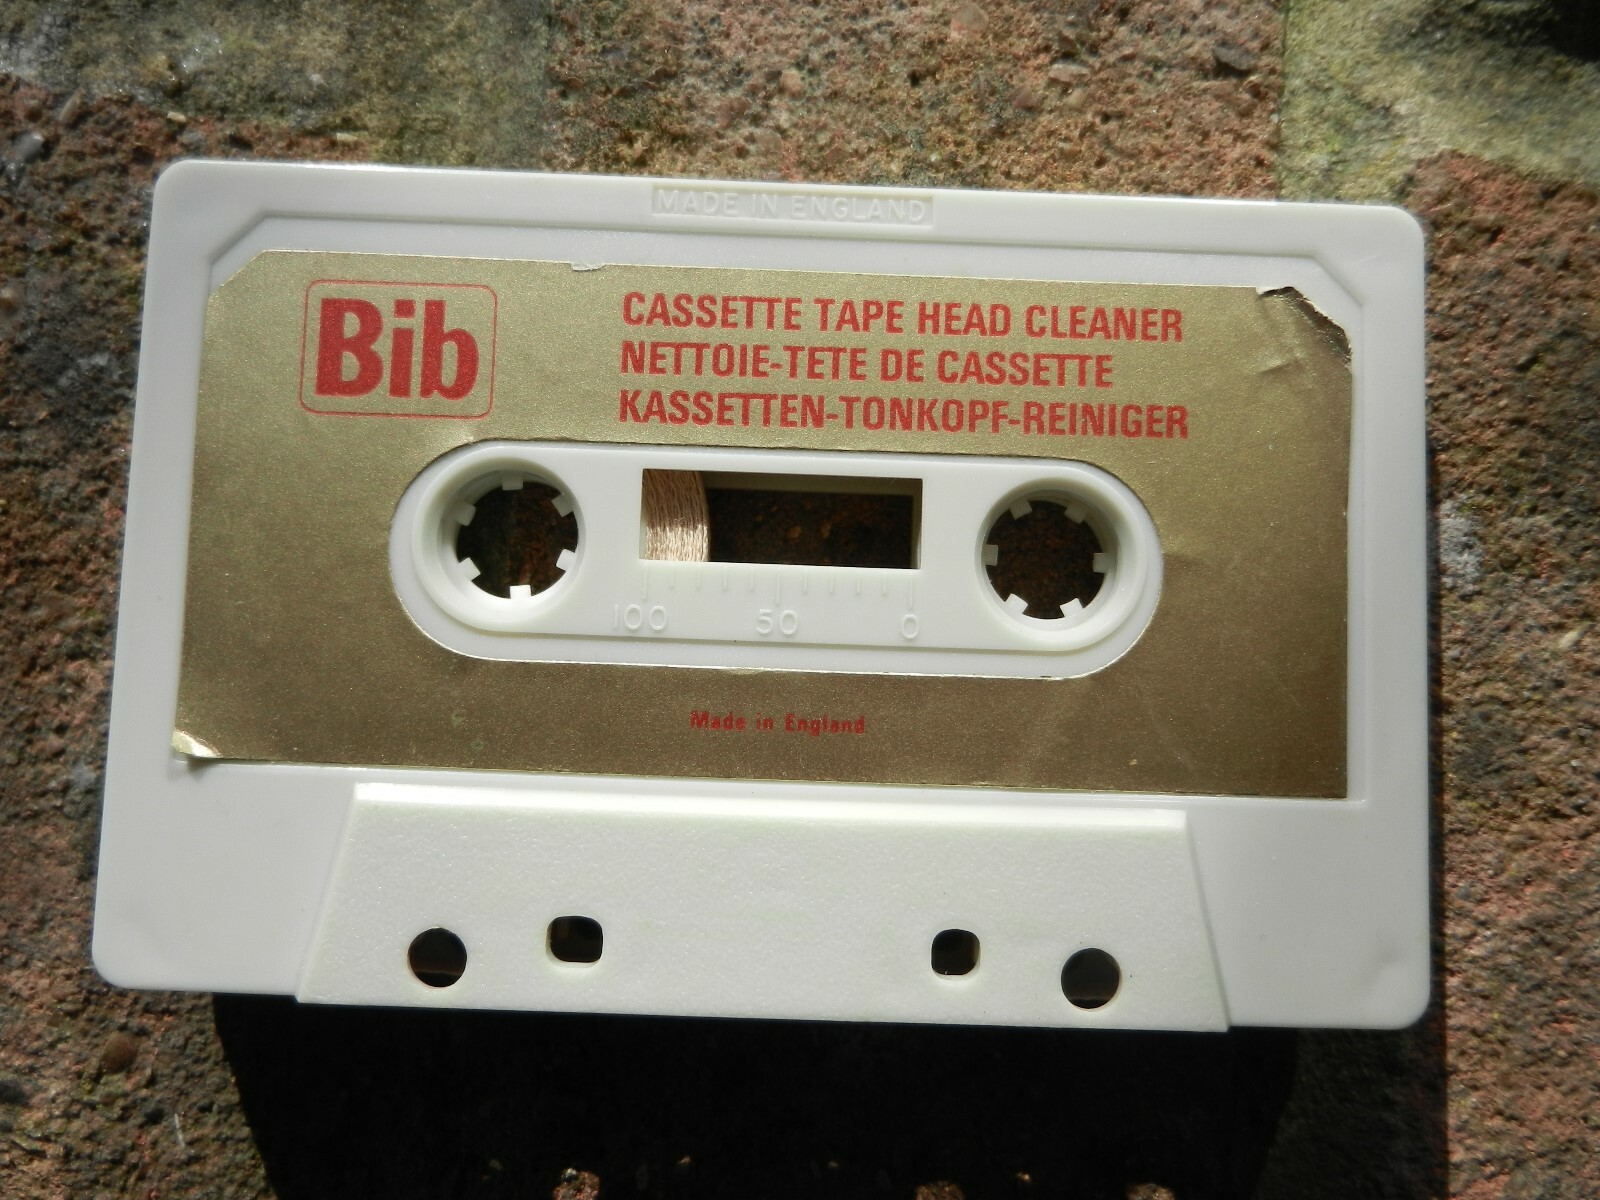 MADE IN ENGLAND
Bib
CASSETTE TAPE HEAD CLEANER
NETTOIE-TETE DE CASSETTE
KASSETTEN-TONKOPF-REINIGER
100 50 0
Made in England